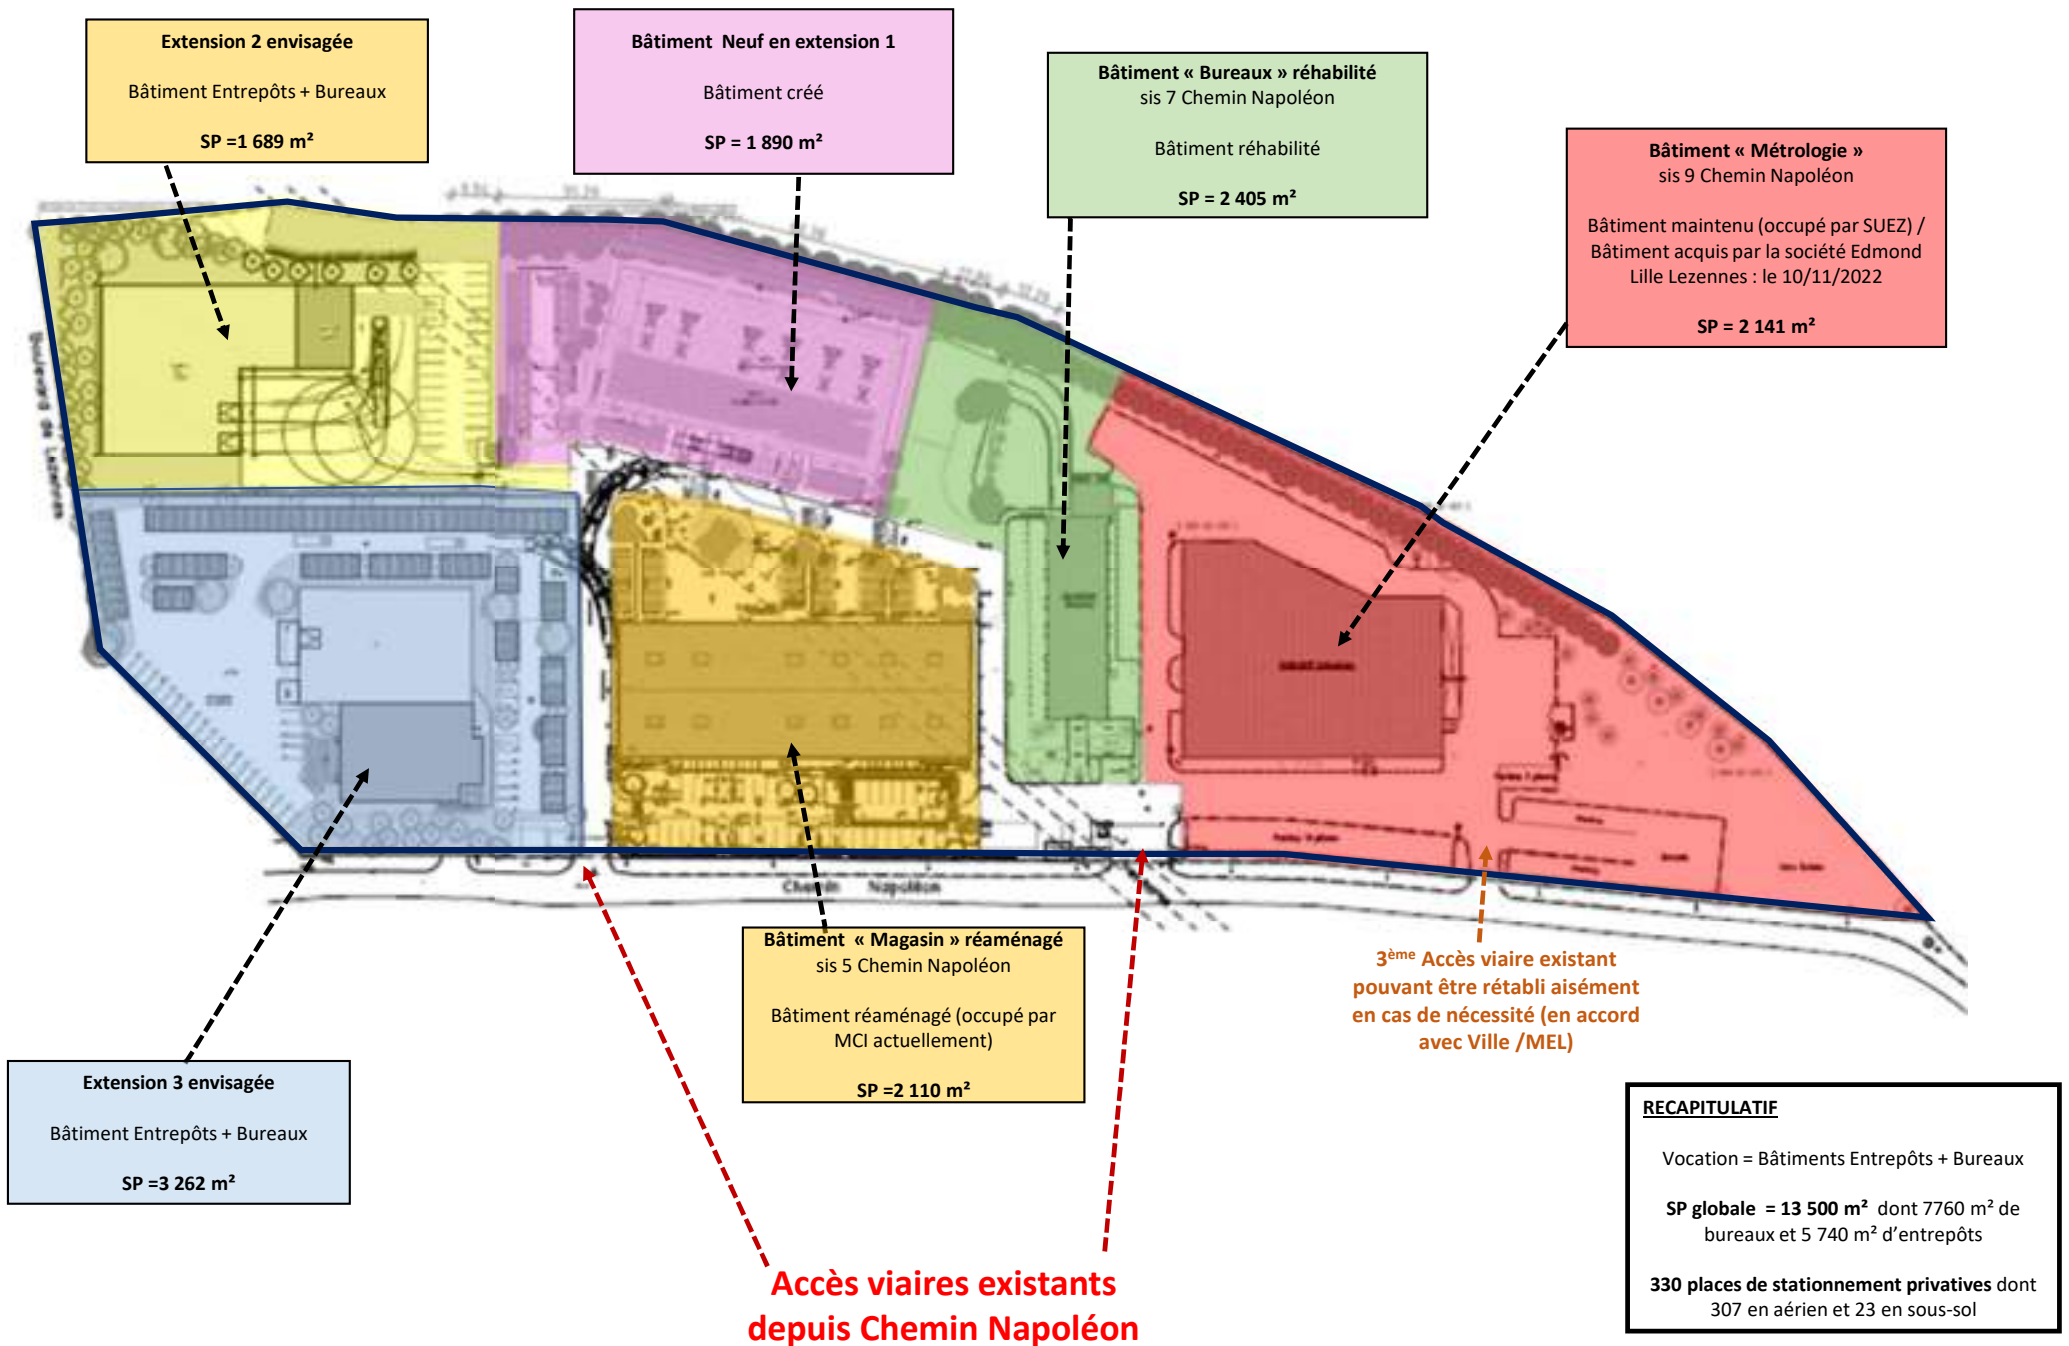 Extension 2 envisagée
Bâtiment Entrepôts + Bureaux
SP =1 689 m²
Bâtiment  Neuf en extension 1
Bâtiment créé
SP = 1 890 m²
Bâtiment « Bureaux » réhabilité
sis 7 Chemin Napoléon
Bâtiment réhabilité
SP = 2 405 m²
Bâtiment « Métrologie »
sis 9 Chemin Napoléon
Bâtiment maintenu (occupé par SUEZ) /
Bâtiment acquis par la société Edmond
Lille Lezennes : le 10/11/2022
SP = 2 141 m²
Boulevard de Lezennes
Chemin Napoléon
Bâtiment  « Magasin » réaménagé
sis 5 Chemin Napoléon
Bâtiment réaménagé (occupé par
MCI actuellement)
SP =2 110 m²
3ème Accès viaire existant
pouvant être rétabli aisément
en cas de nécessité (en accord
avec Ville /MEL)
Extension 3 envisagée
Bâtiment Entrepôts + Bureaux
SP =3 262 m²
Accès viaires existants
depuis Chemin Napoléon
RECAPITULATIF
Vocation = Bâtiments Entrepôts + Bureaux
SP globale  = 13 500 m²  dont 7760 m² de
bureaux et 5 740 m² d'entrepôts
330 places de stationnement privatives dont
307 en aérien et 23 en sous-sol